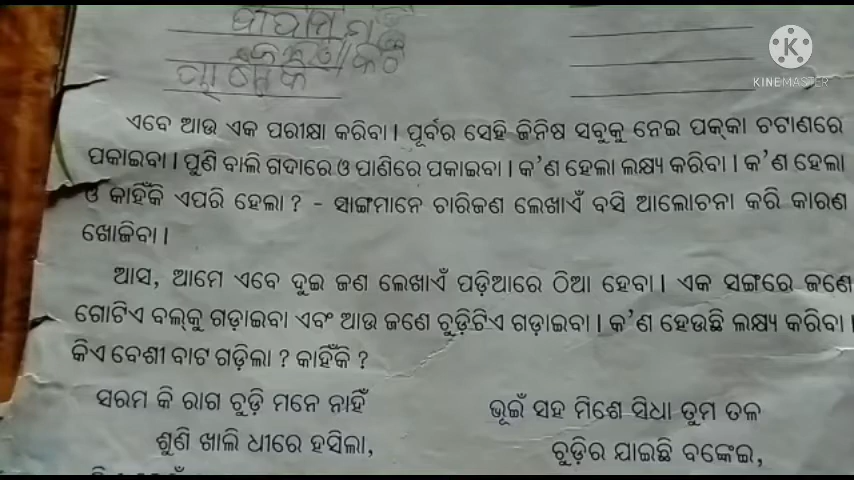 KINEMASTER
ଏବେ ଆଉ ଏକ ପରୀକ୍ଷା କରିବା । ପୂର୍ବର ସେହି ଜିନିଷ ସବୁକୁ ନେଇ ପକ୍କା ଚଟାଣରେ
ପକାଇବା । ପୁଣି ବାଲି ଗଦାରେ ଓ ପାଣିରେ ପକାଇବା । କ'ଣ ହେଲା ଲକ୍ଷ୍ୟ କରିବା । କ'ଣ ହେଲା
ଓ କାହିଁକି ଏପରି ହେଲା ? - ସାଙ୍ଗମାନେ ଚାରିଜଣ ଲେଖାଏଁ ବସି ଆଲୋଚନା କରି କାରଣ
ଖୋଜିବା ।
ଆସ, ଆମେ ଏବେ ଦୁଇ ଜଣ ଲେଖାଏଁ ପଡ଼ିଆରେ ଠିଆ ହେବା । ଏକ ସଙ୍ଗରେ ଜଣେ
ଗୋଟିଏ ବଲ୍‌କୁ ଗଡ଼ାଇବା ଏବଂ ଆଉ ଜଣେ ଚୁଡ଼ିଟିଏ ଗଡ଼ାଇବା । କ'ଣ ହେଉଛି ଲକ୍ଷ୍ୟ କରିବା ।
କିଏ ବେଶୀ ବାଟ ଗଡ଼ିଲା ? କାହିଁକି ?
ସରମ କି ରାଗ ଚୁଡ଼ି ମନେ ନାହିଁ
ଶୁଣି ଖାଲି ଧୀରେ ହସିଲା,
ଭୂଇଁ ସହ ମିଶେ ସିଧା ତୁମ ତଳ
ଚୁଡ଼ିର ଯାଇଛି ବଙ୍କେଇ,